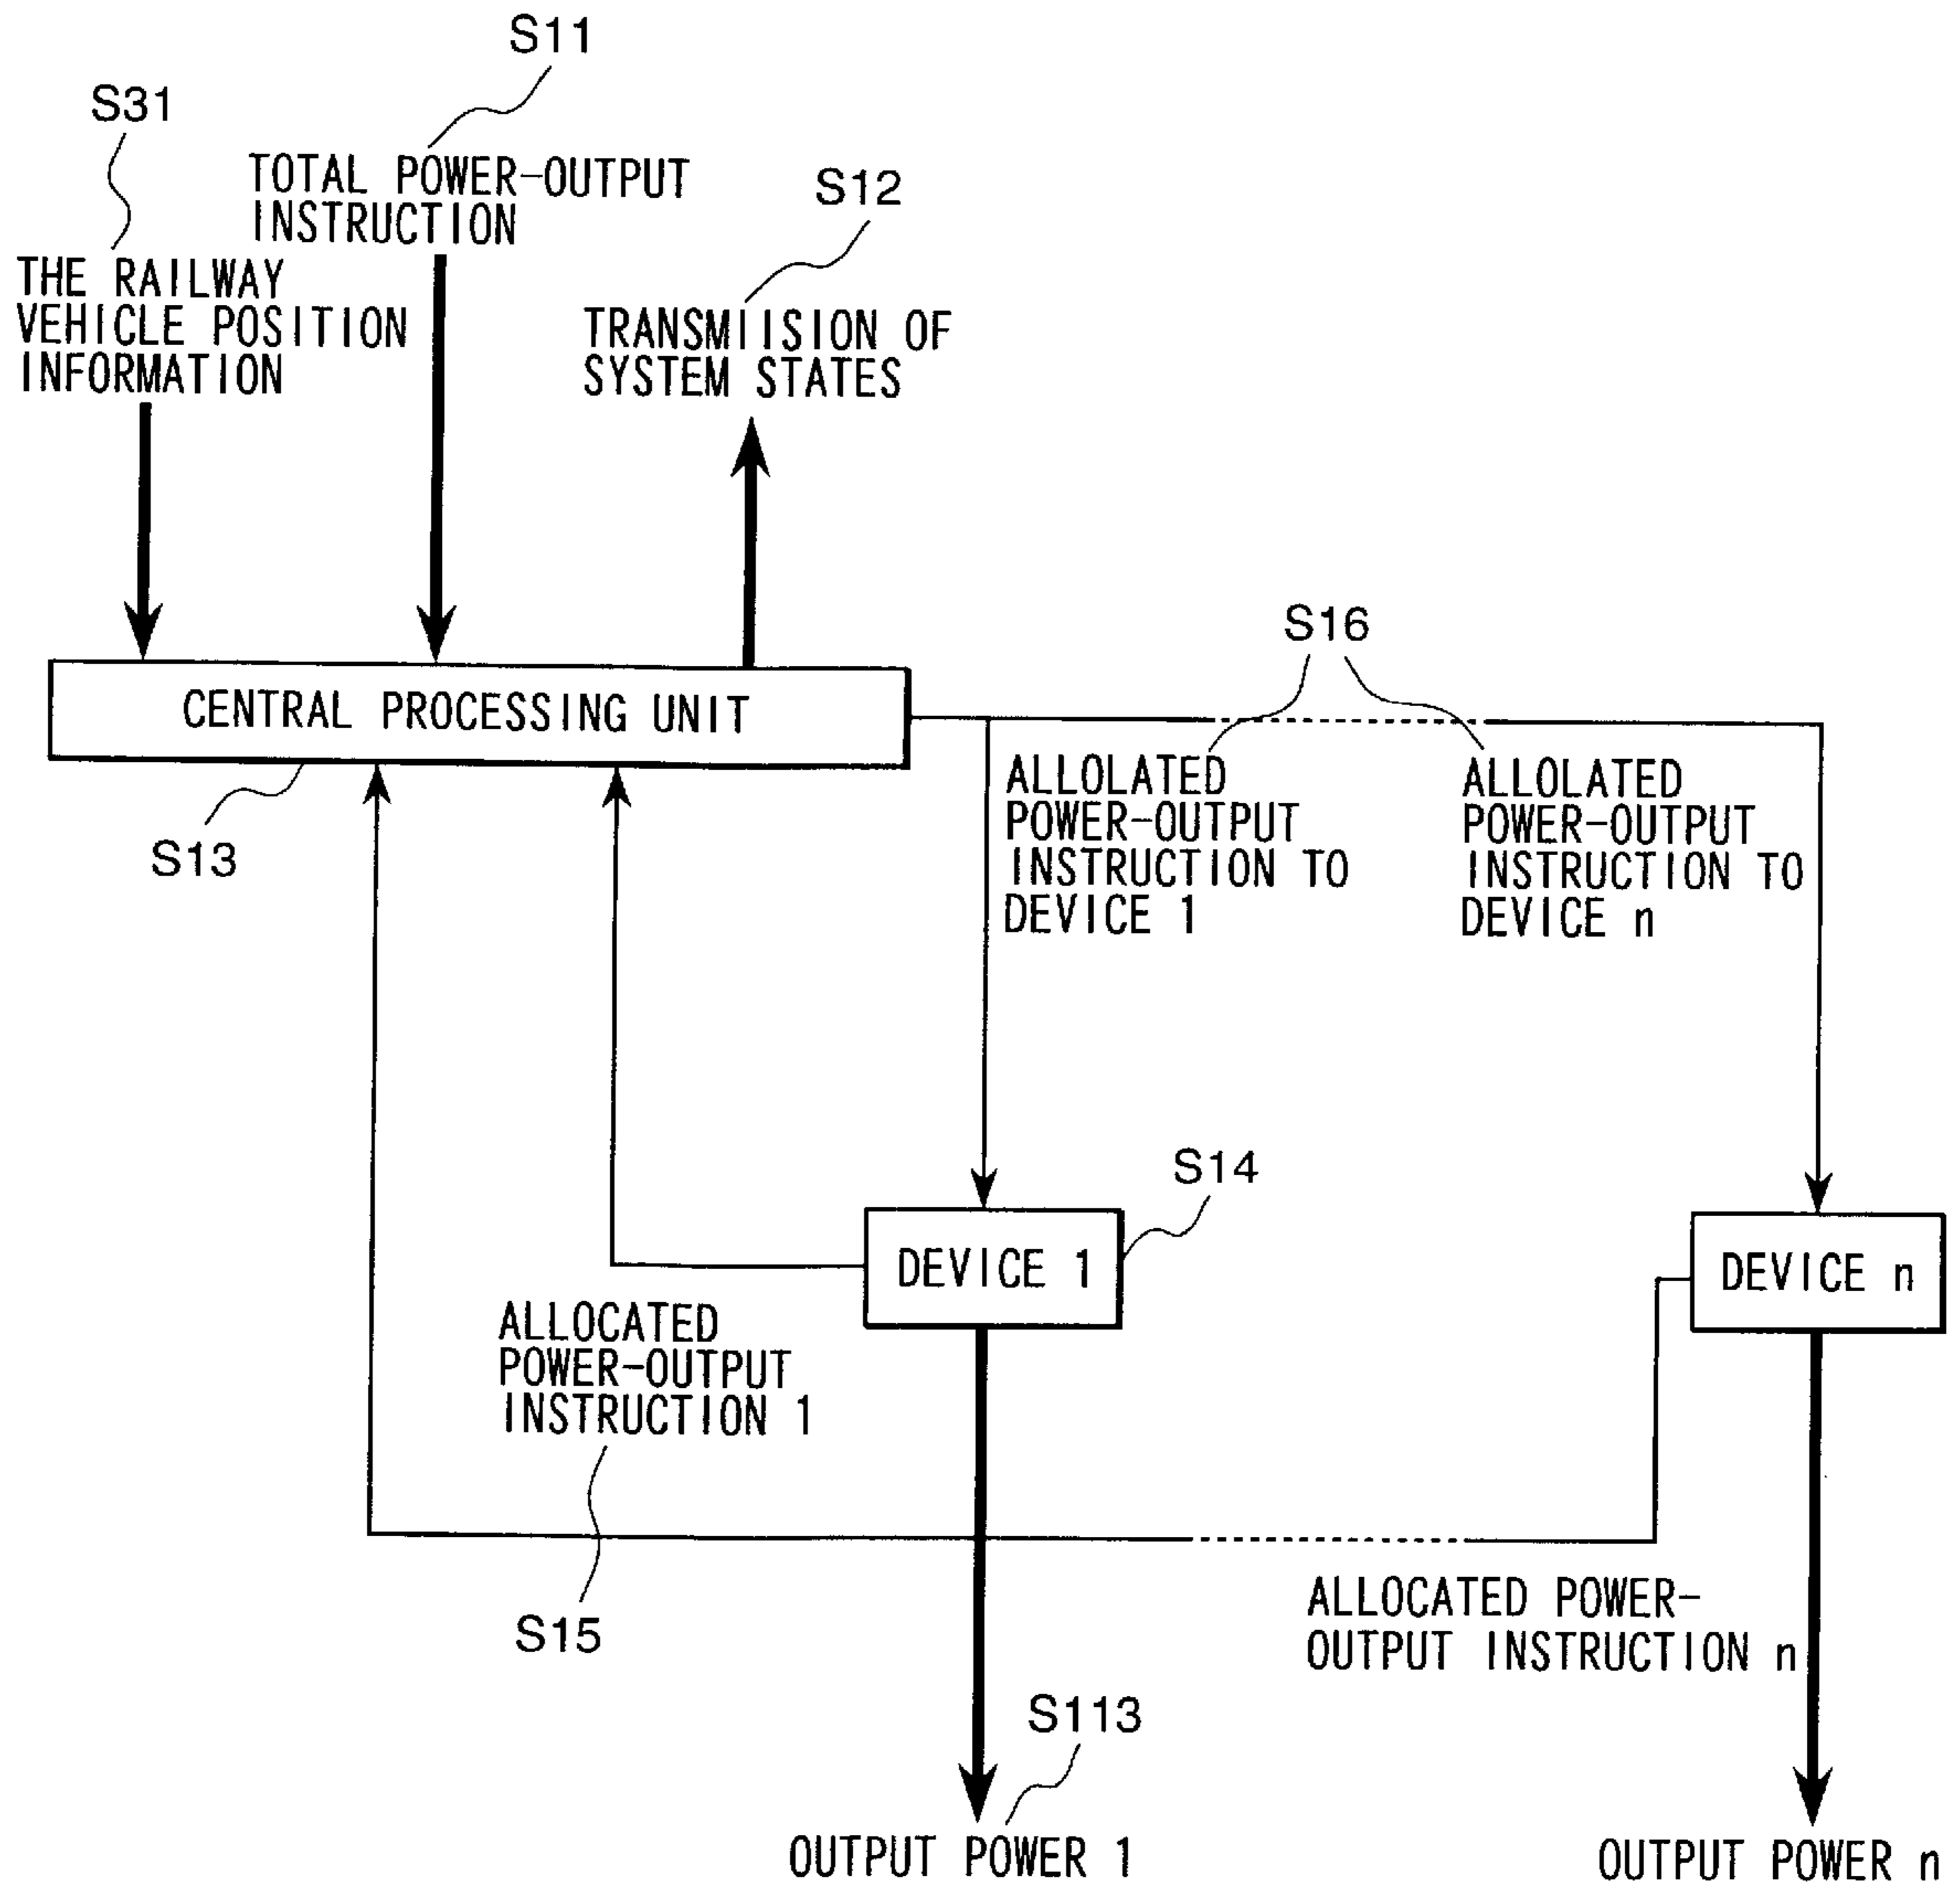 S11
S31
TOTAL POWER-OUTPUT
INSTRUCTION
S12
THE RAILWAY
VEHICLE POSITION
INFORMATION
TRANSMIISION OF
SYSTEM STATES
S16
CENTRAL PROCESSING UNIT
S13
ALLOLATED
POWER-OUTPUT
INSTRUCTION TO
DEVICE 1
ALLOLATED
POWER-OUTPUT
INSTRUCTION TO
DEVICE n
S14
DEVICE 1
DEVICE n
ALLOCATED
POWER-OUTPUT
INSTRUCTION 1
S15
ALLOCATED POWER-
OUTPUT INSTRUCTION n
S113
OUTPUT POWER 1
OUTPUT POWER n